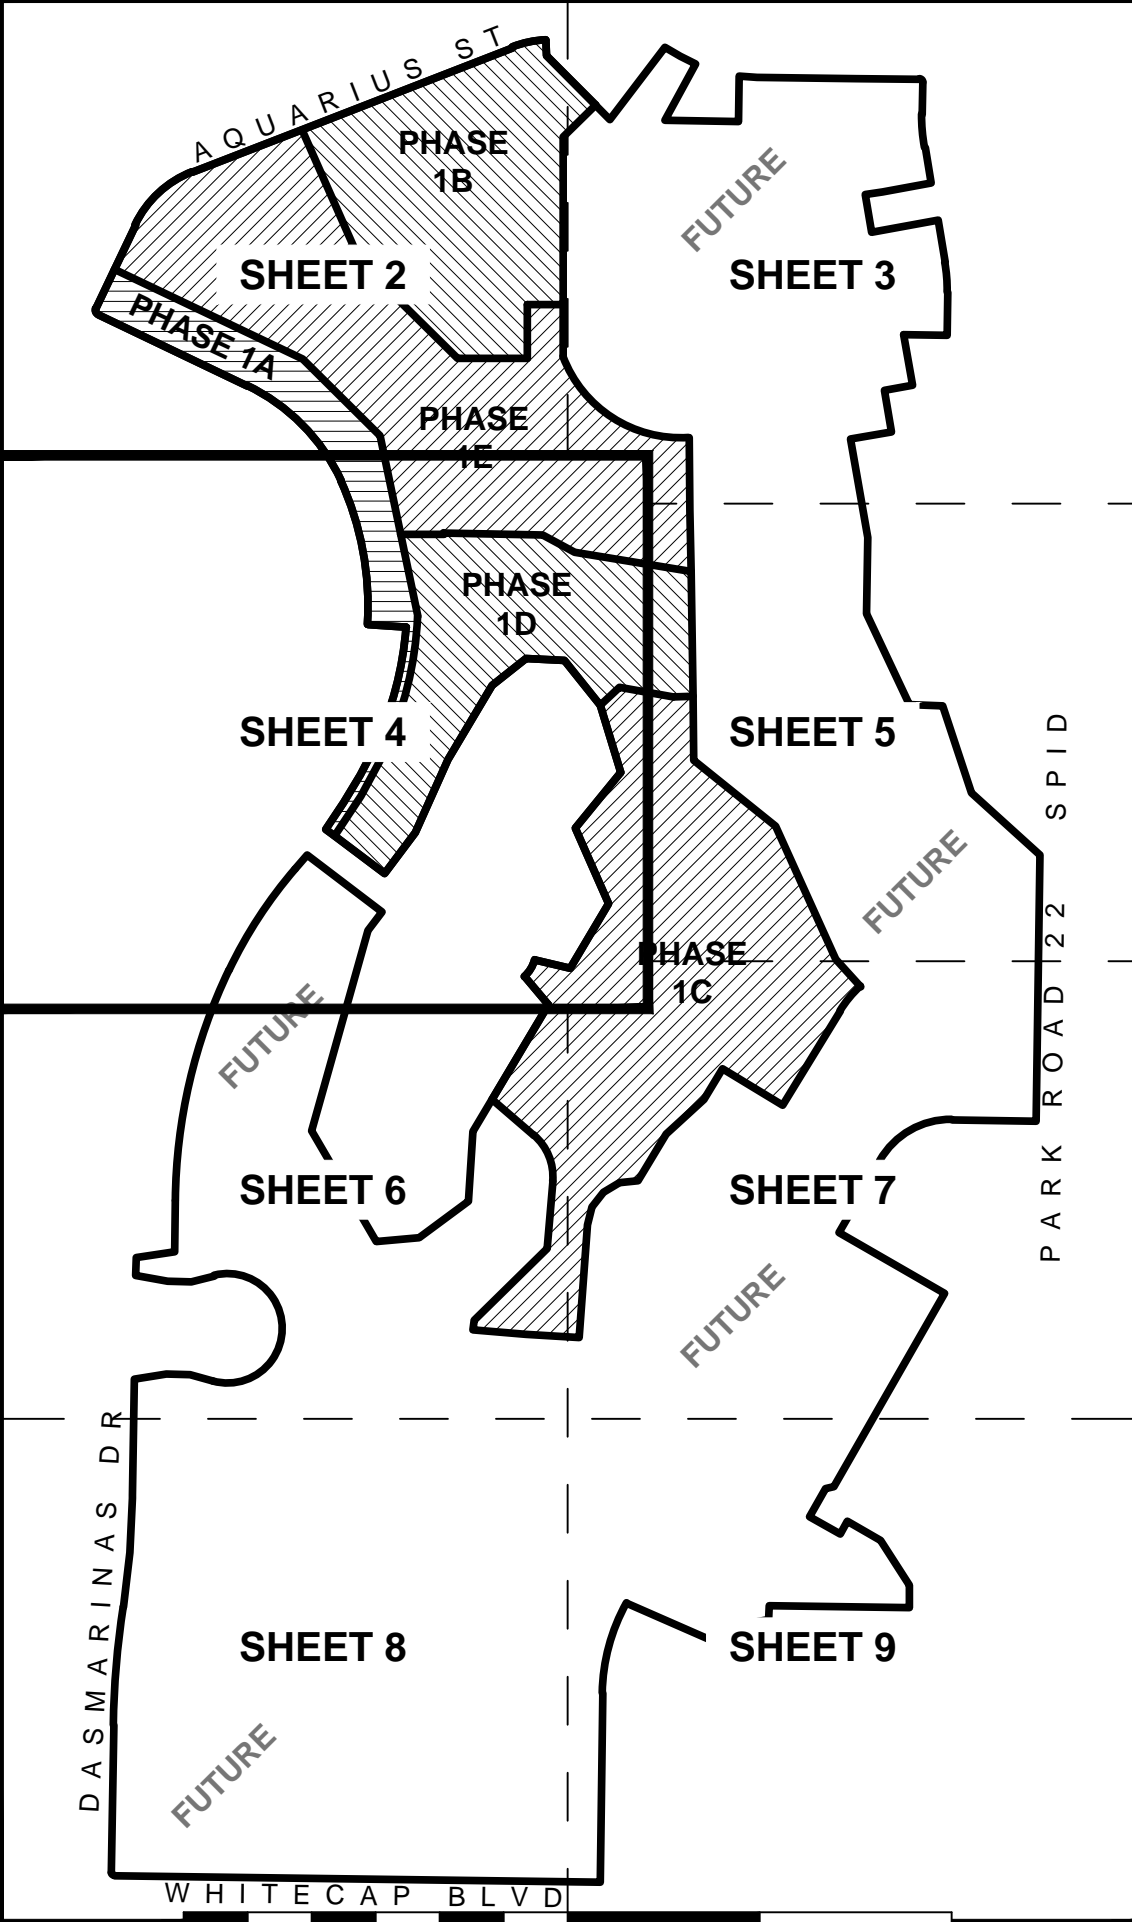 AQUARIUS ST
PHASE
1B
FUTURE
SHEET 2
SHEET 3
PHASE 1A
PHASE
1E
PHASE
1D
SHEET 4
SHEET 5
PARK ROAD 22 SPID
FUTURE
PHASE
1C
FUTURE
SHEET 6
SHEET 7
FUTURE
DASMARINAS DR
SHEET 8
SHEET 9
FUTURE
WHITECAP BLVD